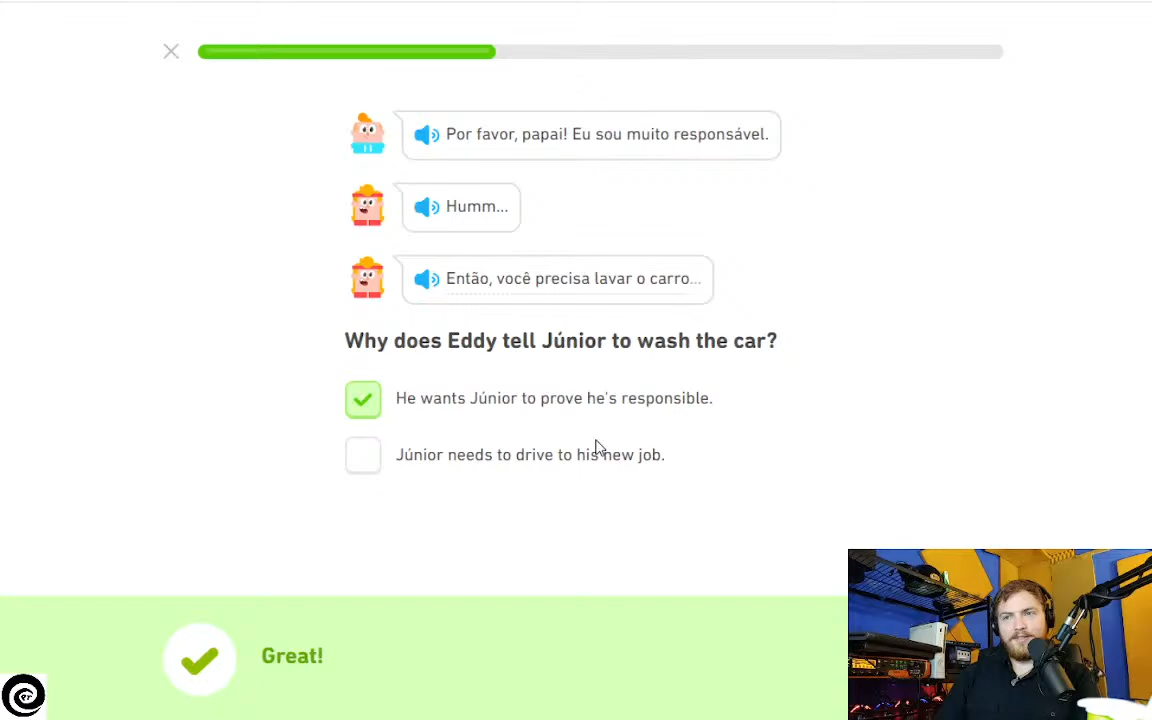 Por favor, papai! Eu sou muito responsável.
Humm...
Então, você precisa lavar o carro...
Why does Eddy tell Júnior to wash the car?
He wants Júnior to prove he's responsible.
Júnior needs to drive to his new job.
Great!